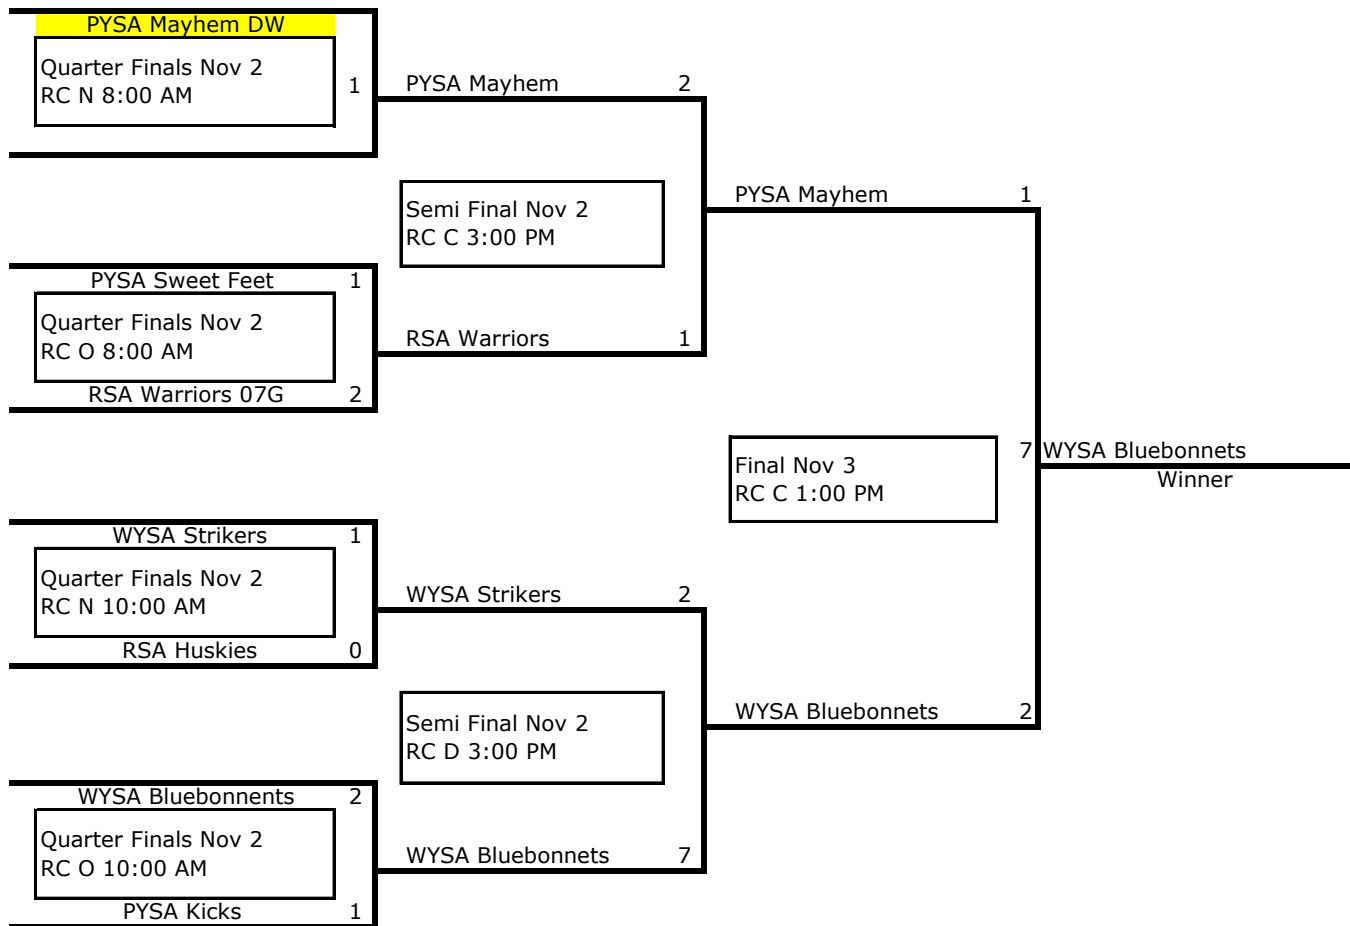 PYSA Mayhem DW
Quarter Finals Nov 2
RC N 8:00 AM
1
PYSA Mayhem 2
Semi Final Nov 2
RC C 3:00 PM
PYSA Mayhem 1
PYSA Sweet Feet 1
Quarter Finals Nov 2
RC O 8:00 AM
RSA Warriors 07G 2
RSA Warriors 1
Final Nov 3
RC C 1:00 PM
7 WYSA Bluebonnets
Winner
WYSA Strikers 1
Quarter Finals Nov 2
RC N 10:00 AM
RSA Huskies 0
WYSA Strikers 2
Semi Final Nov 2
RC D 3:00 PM
WYSA Bluebonnets 2
WYSA Bluebonnents 2
Quarter Finals Nov 2
RC O 10:00 AM
PYSA Kicks 1
WYSA Bluebonnets 7